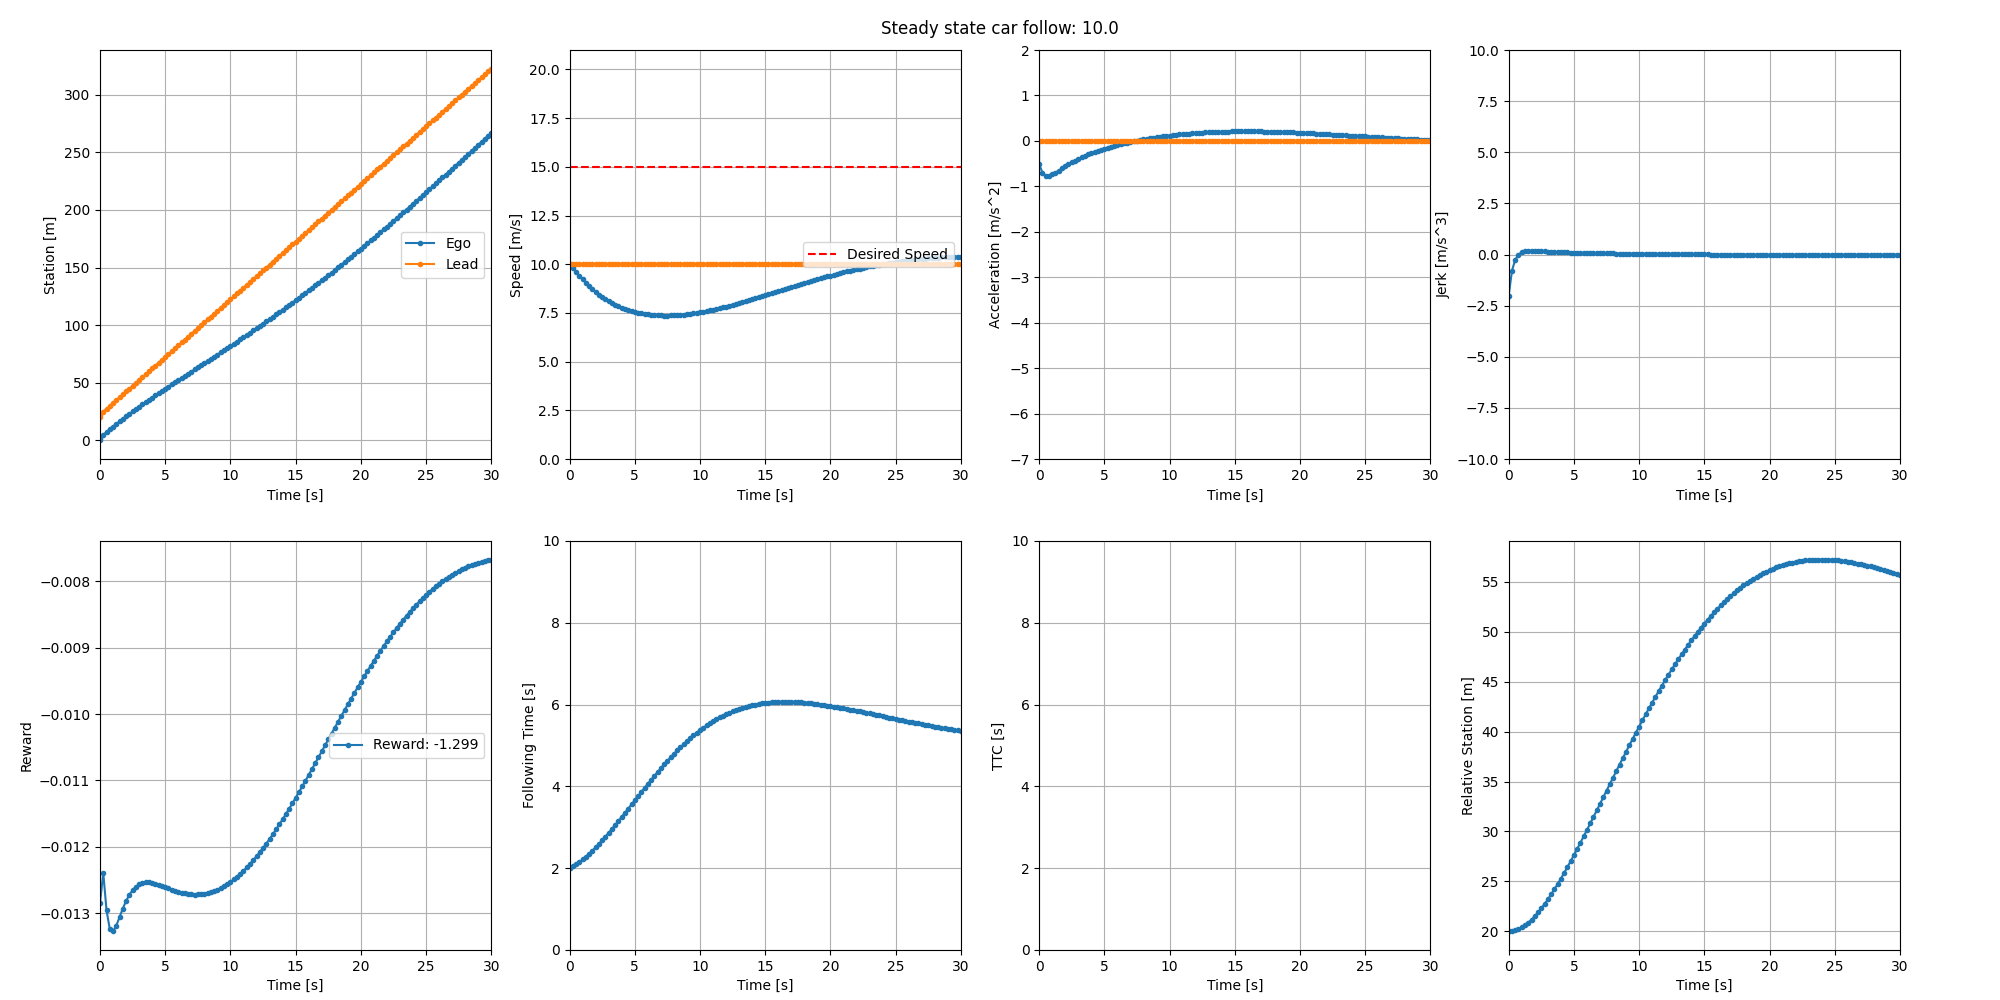 Steady state car follow: 10.0
Station [m]
300
250
200
150
100
50
0
Ego
Lead
0 5 10 15 20 25 30
Time [s]
Speed [m/s]
20.0
17.5
15.0
12.5
10.0
7.5
5.0
2.5
0.0
Desired Speed
0 5 10 15 20 25 30
Time [s]
Acceleration [m/s^2]
2
1
0
−1
−2
−3
−4
−5
−6
−7
0 5 10 15 20 25 30
Time [s]
Jerk [m/s^3]
10.0
7.5
5.0
2.5
0.0
−2.5
−5.0
−7.5
−10.0
0 5 10 15 20 25 30
Time [s]
Reward
−0.008
−0.009
−0.010
−0.011
−0.012
−0.013
Reward: -1.299
0 5 10 15 20 25 30
Time [s]
Following Time [s]
10
8
6
4
2
0
0 5 10 15 20 25 30
Time [s]
TTC [s]
10
8
6
4
2
0
0 5 10 15 20 25 30
Time [s]
Relative Station [m]
55
50
45
40
35
30
25
20
0 5 10 15 20 25 30
Time [s]